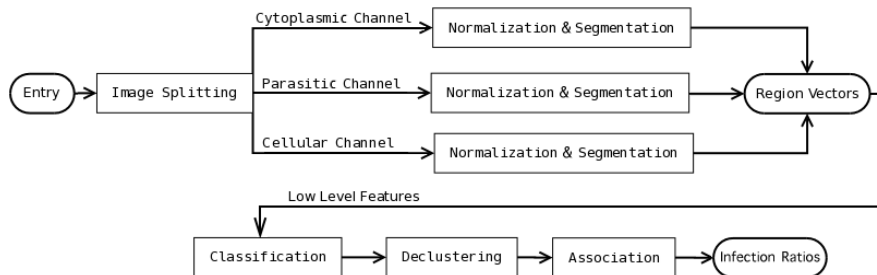 Cytoplasmic Channel
Normalization & Segmentation
Entry
Image Splitting
Parasitic Channel
Normalization & Segmentation
Region Vectors
Cellular Channel
Normalization & Segmentation
Low Level Features
Classification
Declustering
Association
Infection Ratios